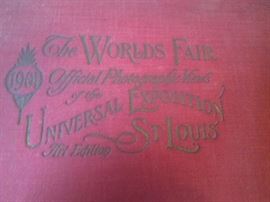 The Worlds Fair
1904
Official Photographic Views
of the
Universal Exposition
St Louis
Art Edition